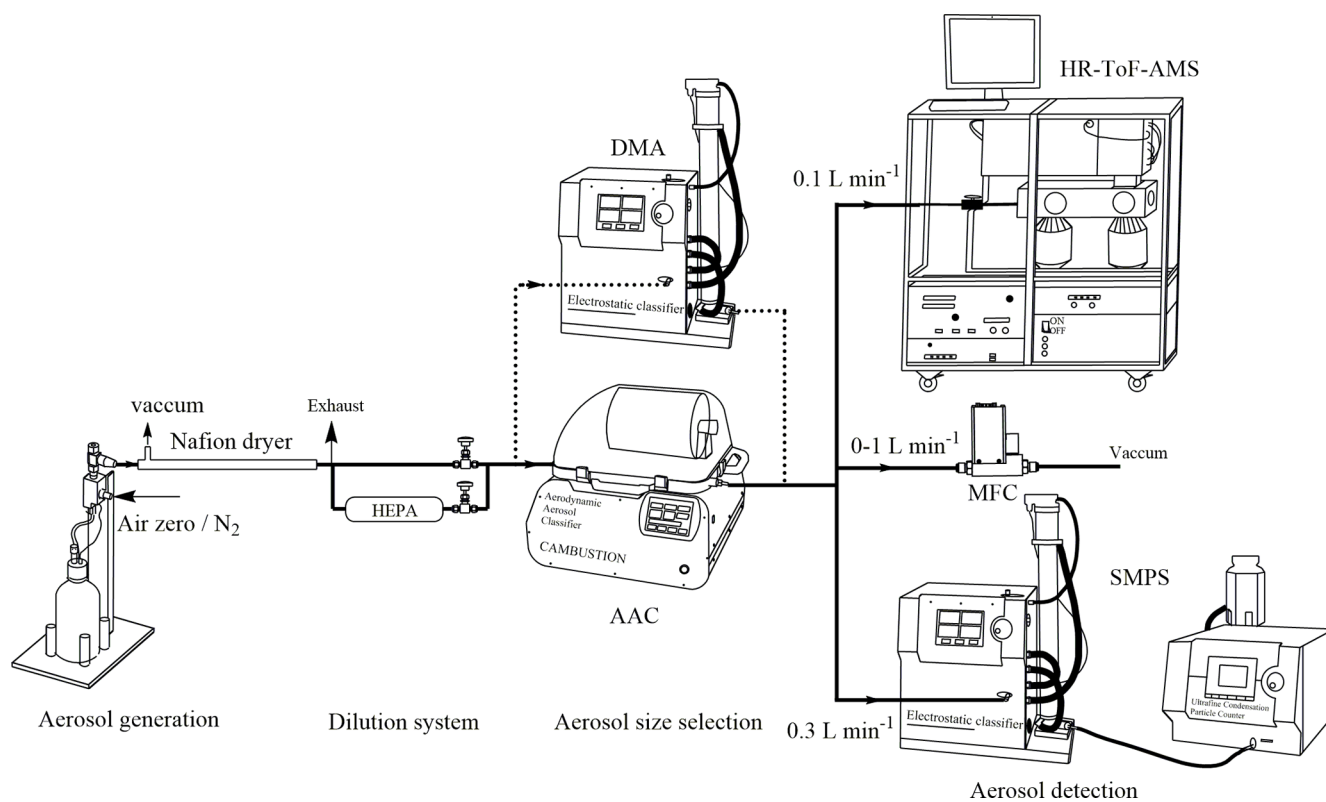 HR-ToF-AMS
DMA
0.1 L min⁻¹
Electrostatic classifier
ON
OFF
vaccum
Exhaust
Nafion dryer
0-1 L min⁻¹
Vaccum
MFC
HEPA
Air zero / N₂
Aerodynamic
Aerosol
Classifier
CAMBUSTION
AAC
SMPS
Ultrafine Condensation
Particle Counter
Electrostatic classifier
0.3 L min⁻¹
Aerosol generation
Dilution system
Aerosol size selection
Aerosol detection